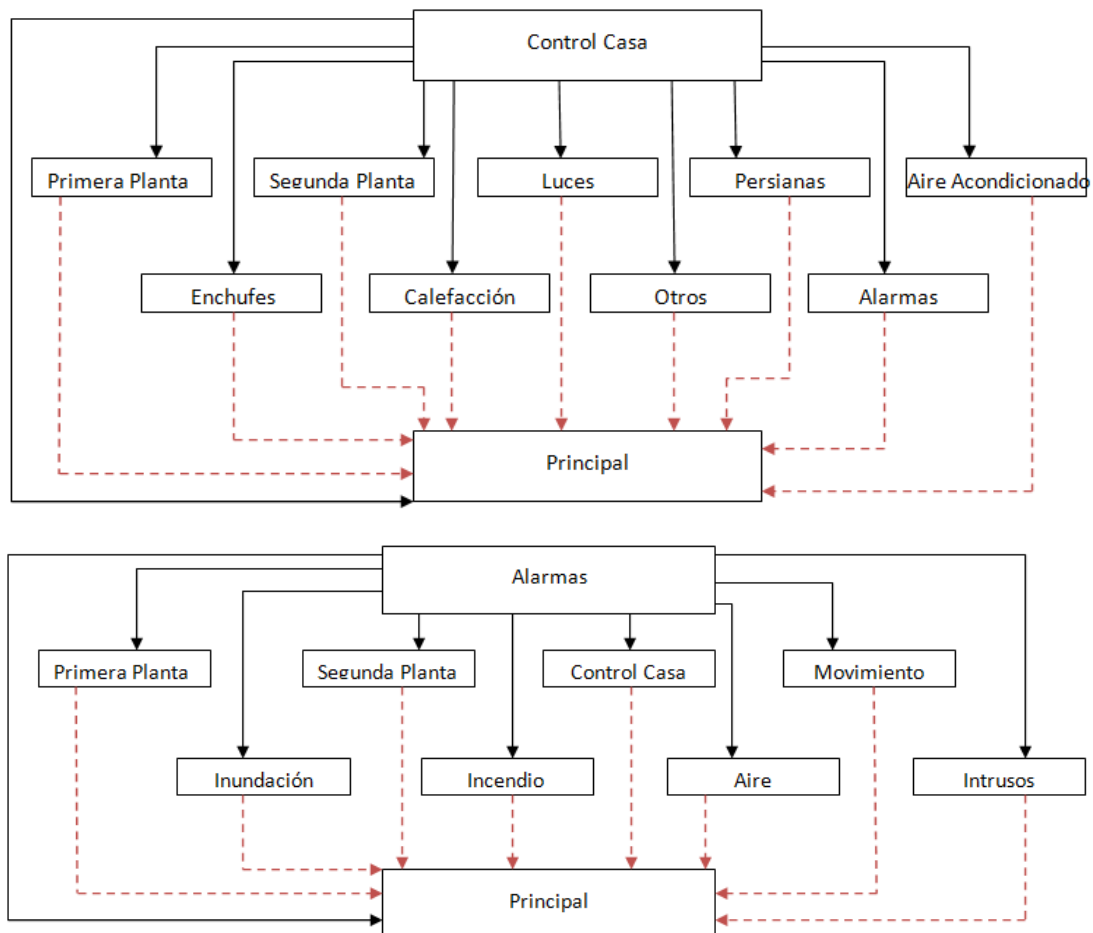 Control Casa
Primera Planta
Segunda Planta
Luces
Persianas
Aire Acondicionado
Enchufes
Calefacción
Otros
Alarmas
Principal
Alarmas
Primera Planta
Segunda Planta
Control Casa
Movimiento
Inundación
Incendio
Aire
Intrusos
Principal